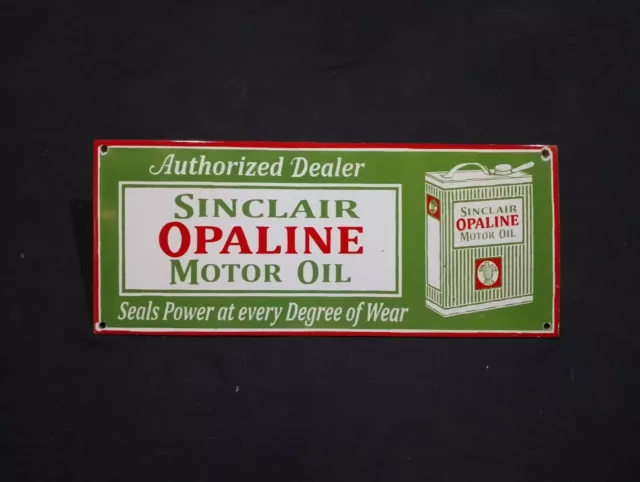 Authorized Dealer
SINCLAIR
OPALINE
MOTOR OIL
Seals Power at every Degree of Wear
SINCLAIR
OPALINE
MOTOR OIL